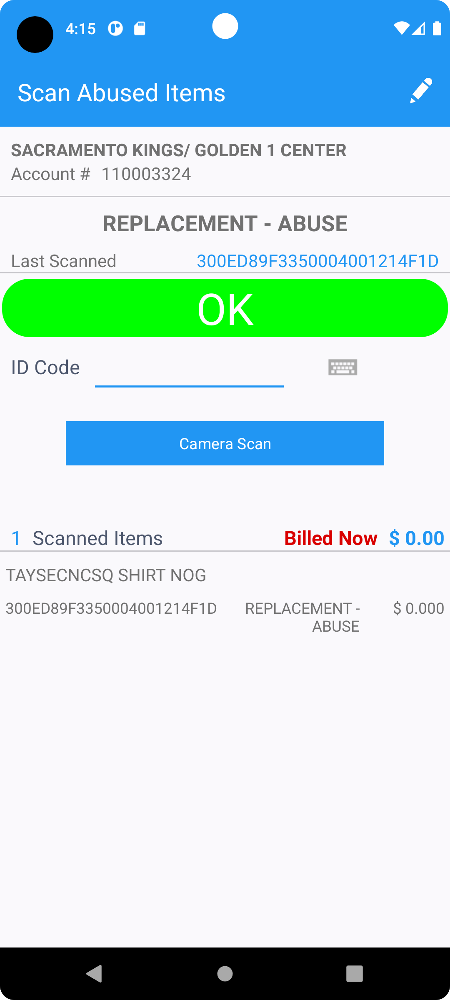 4:15
Scan Abused Items
SACRAMENTO KINGS/ GOLDEN 1 CENTER
Account # 110003324
REPLACEMENT - ABUSE
Last Scanned 300ED89F3350004001214F1D
OK
ID Code
Camera Scan
1 Scanned Items Billed Now $ 0.00
TAYSECNCSQ SHIRT NOG
300ED89F3350004001214F1D REPLACEMENT - $ 0.000
ABUSE